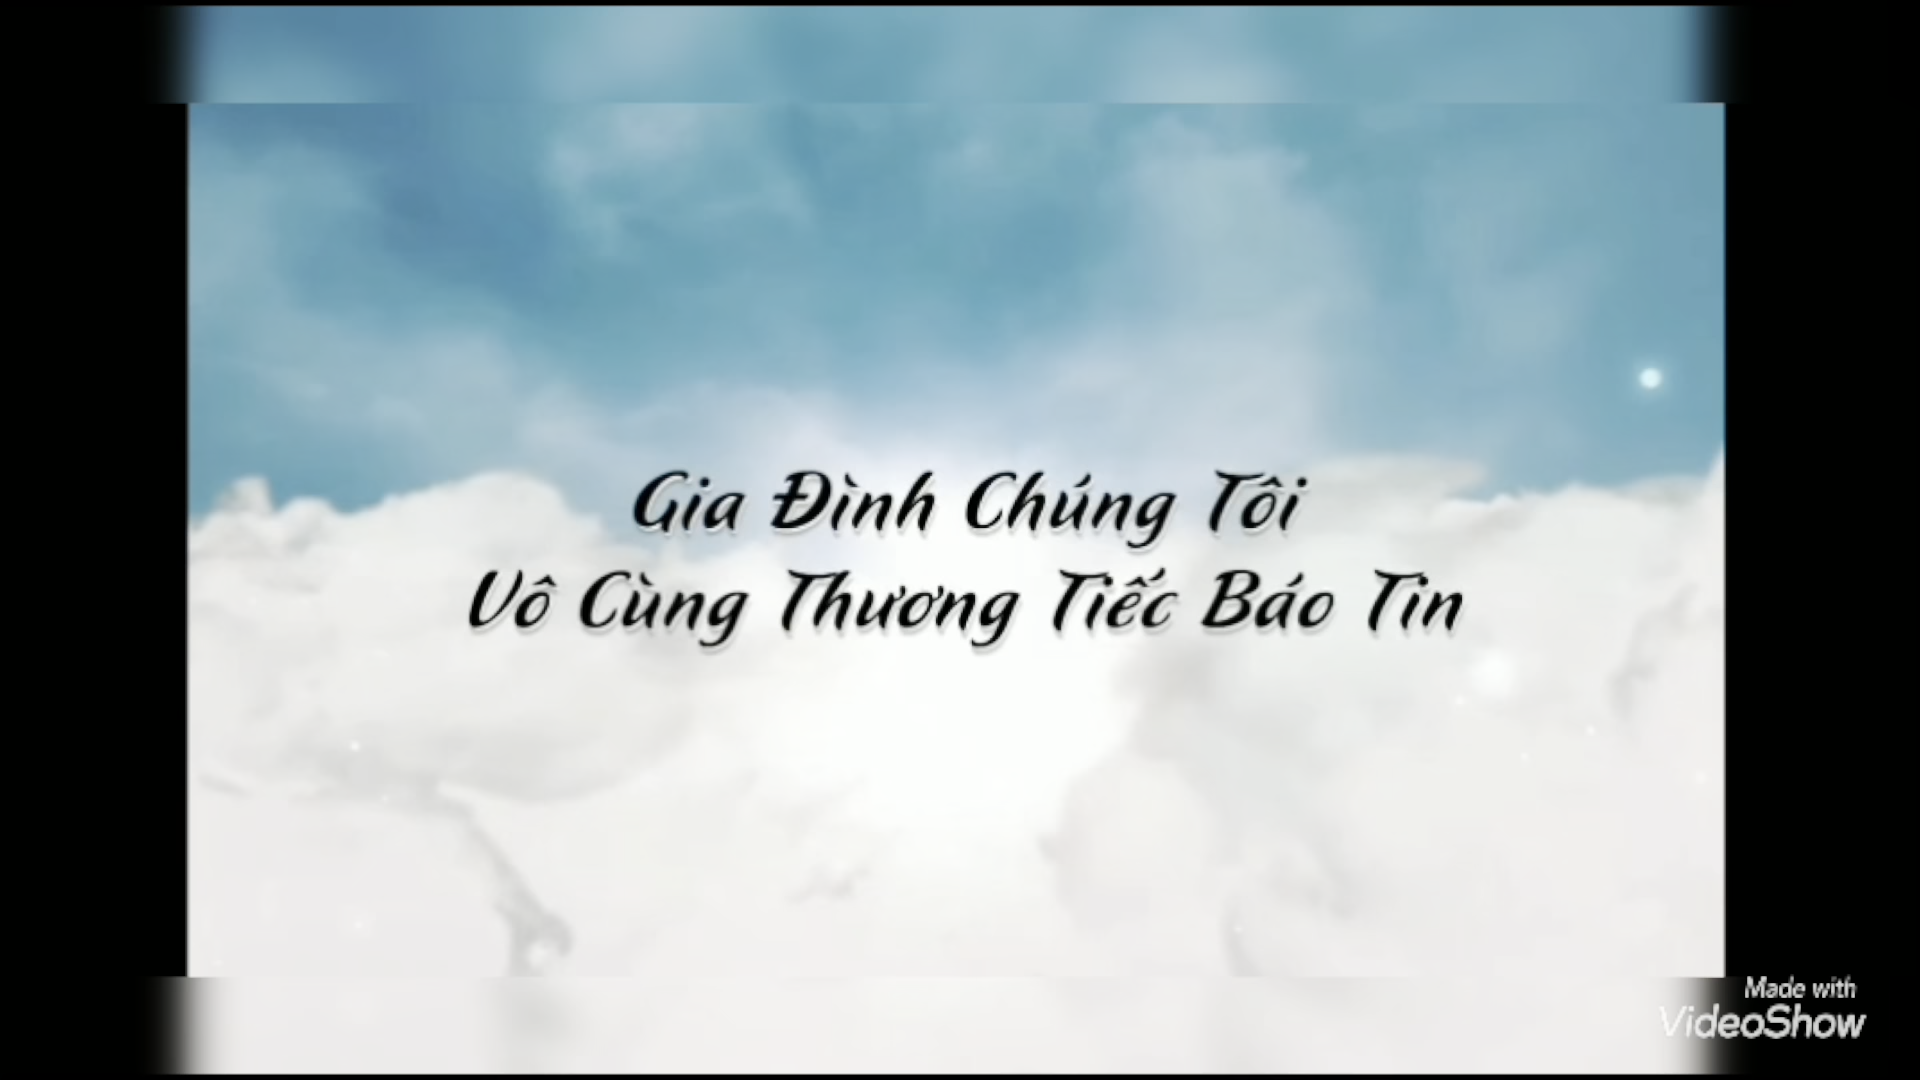 Gia Đình Chúng Tôi
Vô Cùng Thương Tiếc Báo Tin
Made with
VideoShow